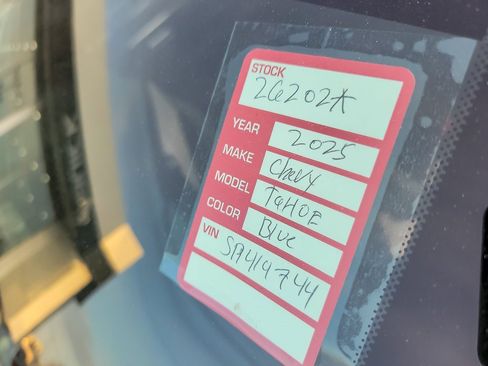 STOCK
26202A
YEAR 2025
MAKE Chevy
MODEL TAHOE
COLOR Blue
VIN SR419744